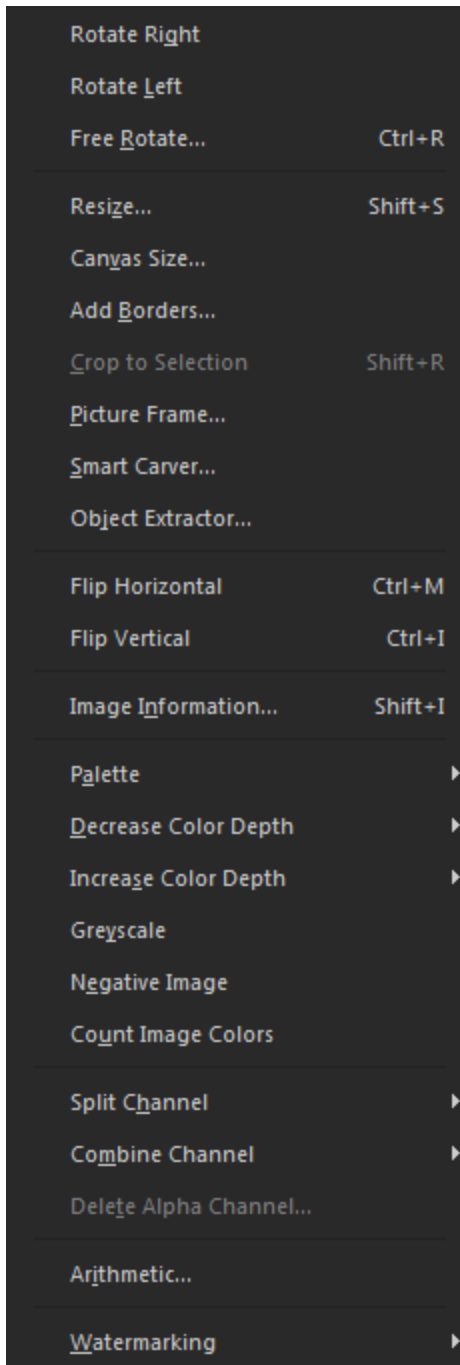 Rotate Right
Rotate Left
Free Rotate... Ctrl+R
Resize... Shift+S
Canvas Size...
Add Borders...
Crop to Selection Shift+R
Picture Frame...
Smart Carver...
Object Extractor...
Flip Horizontal Ctrl+M
Flip Vertical Ctrl+I
Image Information... Shift+I
Palette
Decrease Color Depth
Increase Color Depth
Greyscale
Negative Image
Count Image Colors
Split Channel
Combine Channel
Delete Alpha Channel...
Arithmetic...
Watermarking